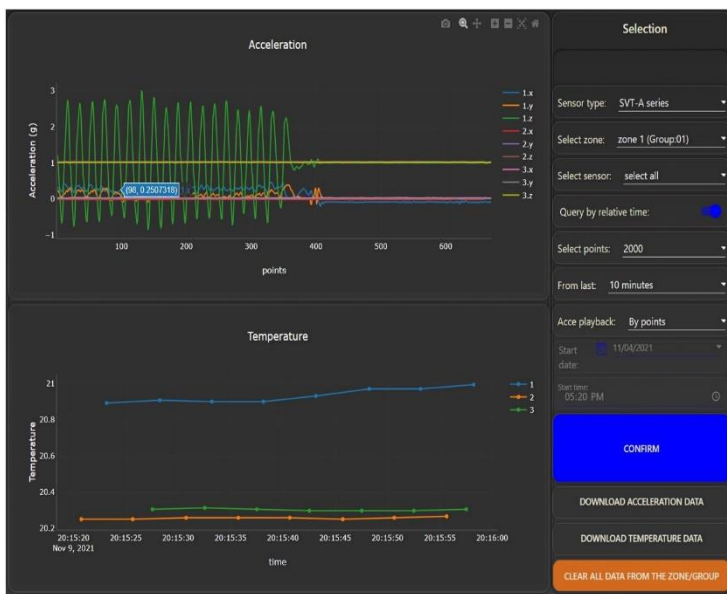 Acceleration
3
2
1
0
−1
Acceleration (g)
(98, 0.2507318)
1.x
100
200
300
400
500
600
points
1.x
1.y
1.z
2.x
2.y
2.z
3.x
3.y
3.z
Temperature
21
20.8
20.6
20.4
20.2
Temperature
20:15:20
Nov 9, 2021
20:15:25
20:15:30
20:15:35
20:15:40
20:15:45
20:15:50
20:15:55
20:16:00
time
1
2
3
Selection
Sensor type: SVT-A series
Select zone: zone 1 (Group:01)
Select sensor: select all
Query by relative time:
Select points: 2000
From last: 10 minutes
Acce playback: By points
Start
date:
11/04/2021
Start time:
05:20 PM
CONFIRM
DOWNLOAD ACCELERATION DATA
DOWNLOAD TEMPERATURE DATA
CLEAR ALL DATA FROM THE ZONE/GROUP